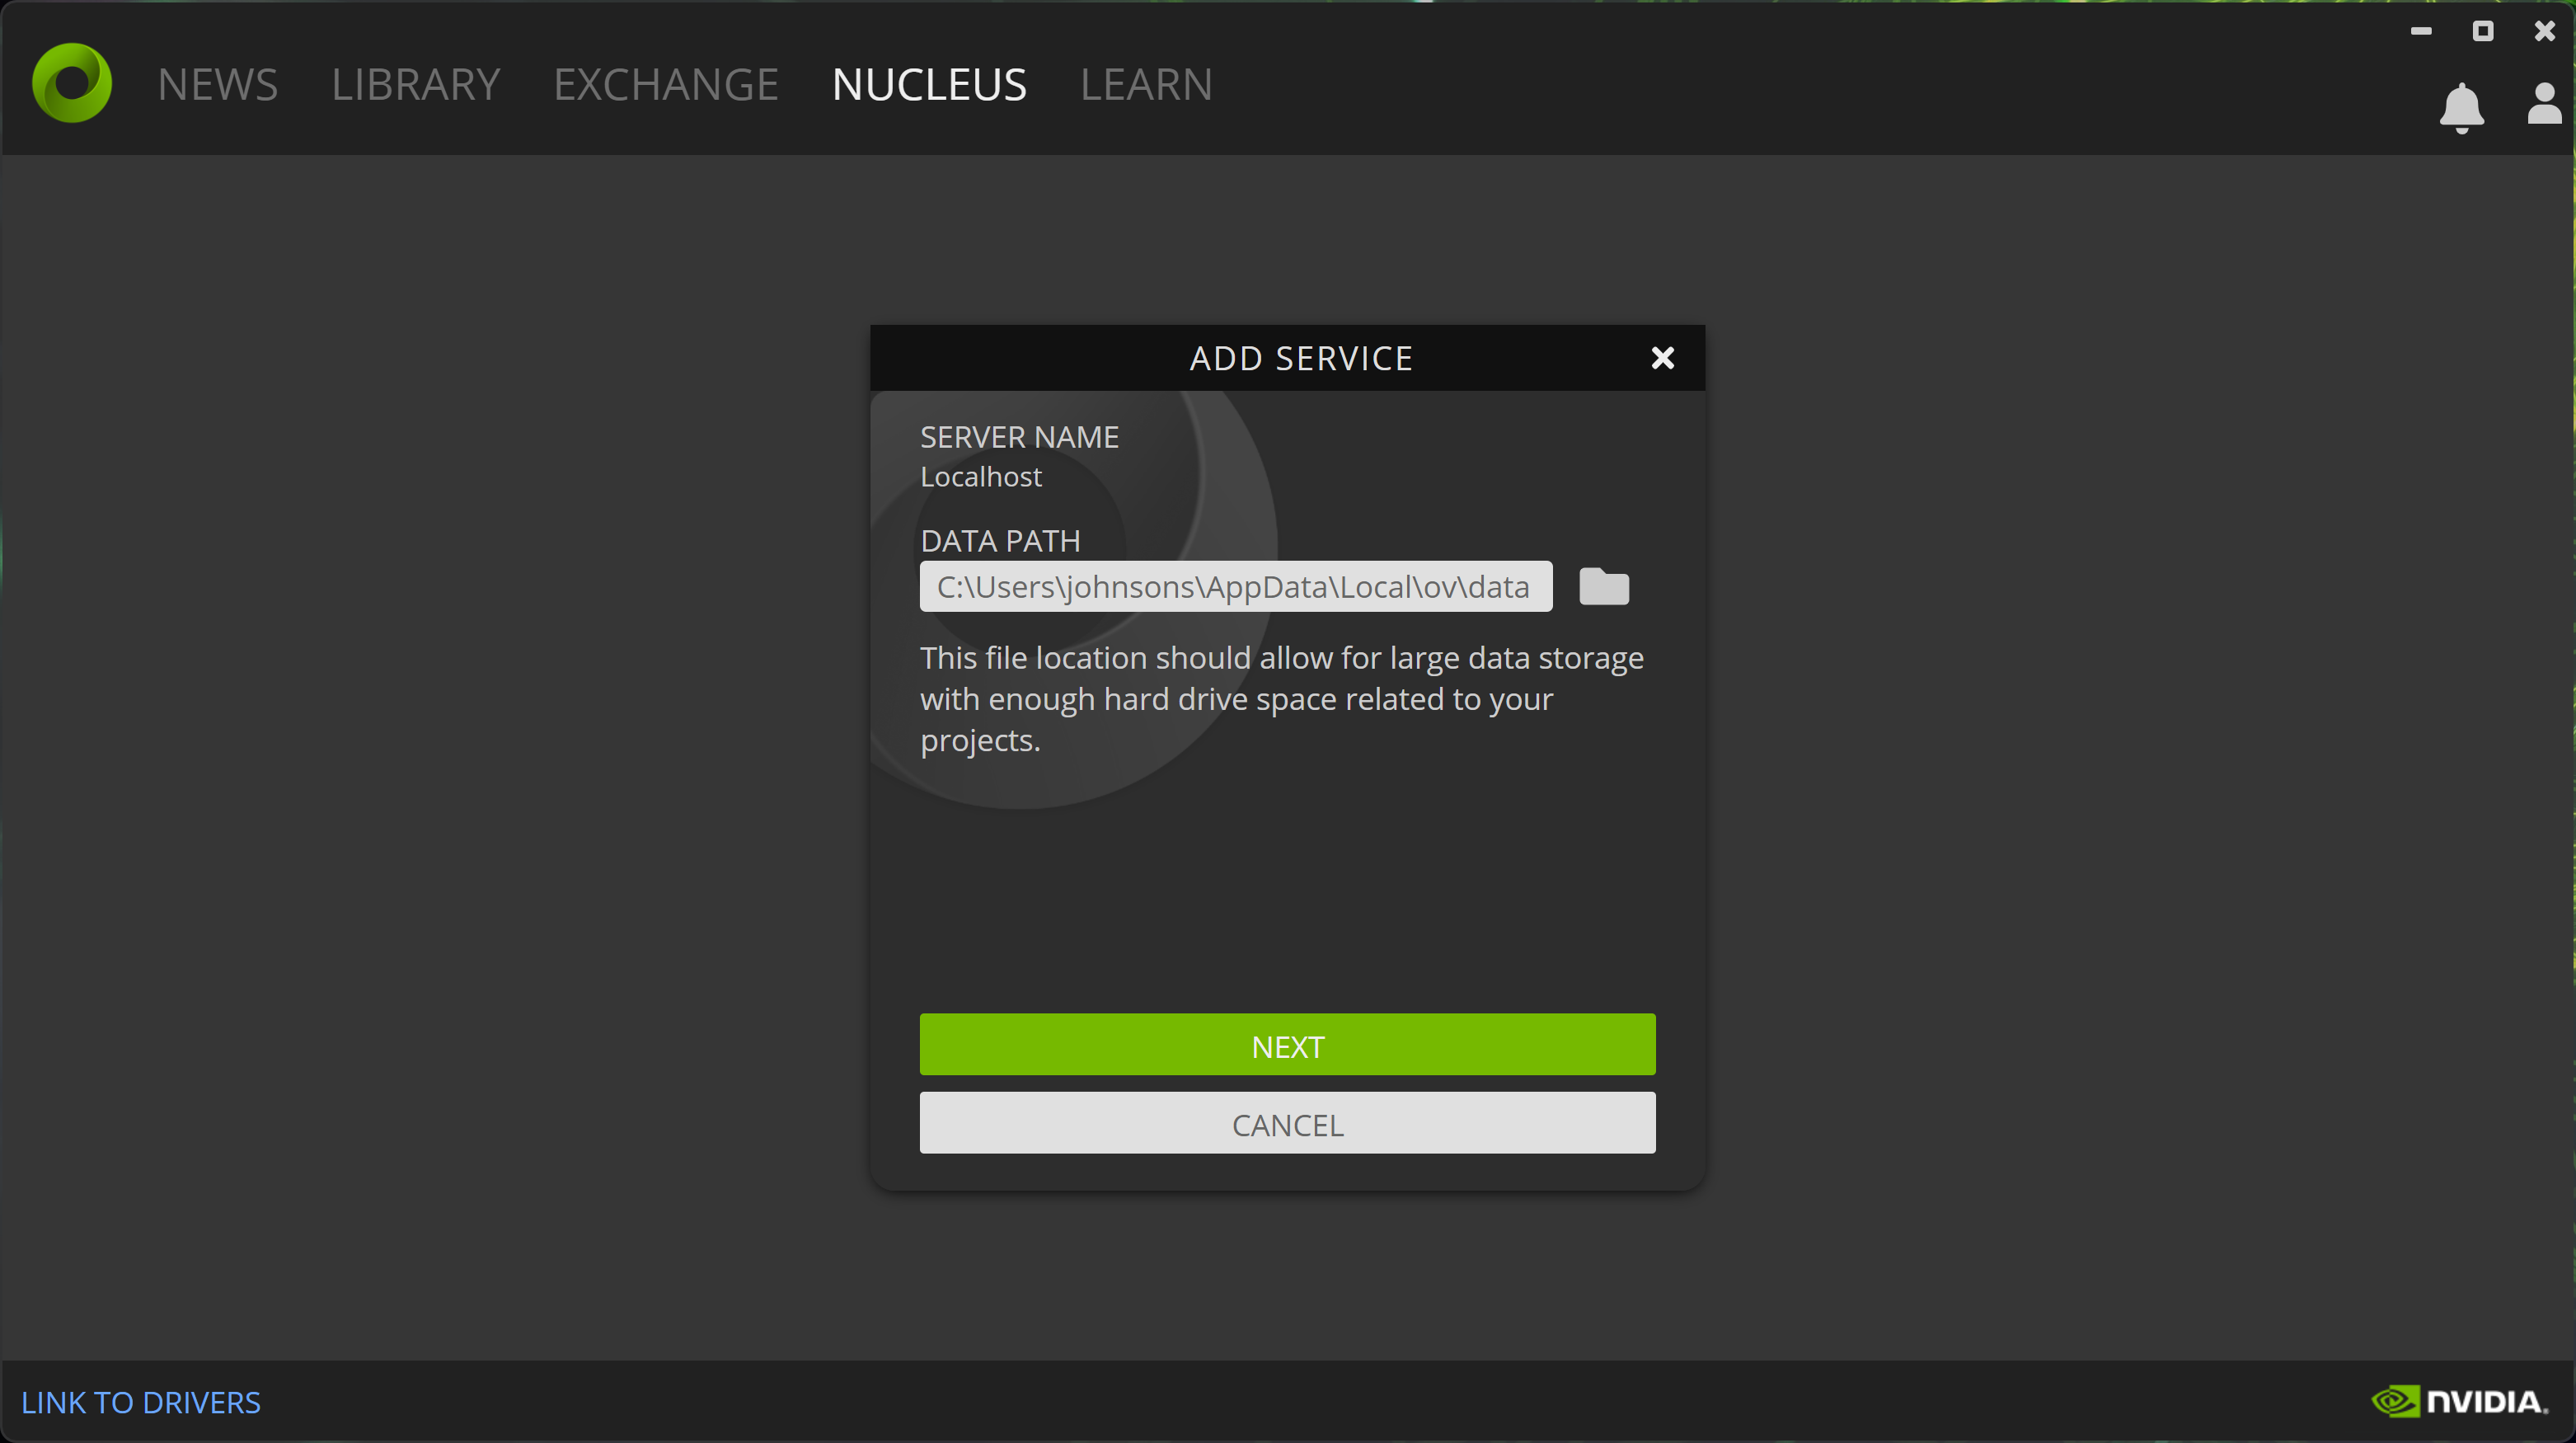 NEWS LIBRARY EXCHANGE NUCLEUS LEARN
ADD SERVICE
SERVER NAME
Localhost
DATA PATH
C:\Users\johnsons\AppData\Local\ov\data
This file location should allow for large data storage
with enough hard drive space related to your
projects.
NEXT
CANCEL
LINK TO DRIVERS
NVIDIA.